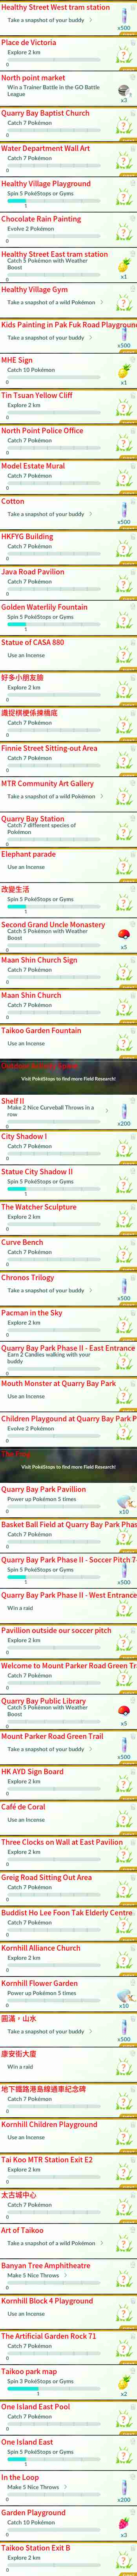 Healthy Street West tram station
Take a snapshot of your buddy >
x500
Place de Victoria
Explore 2 km
0
North point market
Win a Trainer Battle in the GO Battle
League
0
x3
Quarry Bay Baptist Church
Catch 7 Pokémon
0
Water Department Wall Art
Catch 7 Pokémon
0
Healthy Village Playground
Spin 5 PokéStops or Gyms
1
Chocolate Rain Painting
Evolve 2 Pokémon
0
Healthy Street East tram station
Catch 5 Pokémon with Weather
Boost
0
x1
Healthy Village Gym
Take a snapshot of a wild Pokémon >
Kids Painting in Pak Fuk Road Playground
Take a snapshot of your buddy >
x500
MHE Sign
Catch 10 Pokémon
0
x1
Tin Tsuan Yellow Cliff
Explore 2 km
0
North Point Police Office
Catch 7 Pokémon
0
Model Estate Mural
Catch 7 Pokémon
0
Cotton
Take a snapshot of your buddy >
x500
HKFYG Building
Catch 7 Pokémon
0
Java Road Pavilion
Catch 7 Pokémon
0
Golden Waterlily Fountain
Spin 5 PokéStops or Gyms
1
Statue of CASA 880
Use an Incense
好多小朋友臉
Explore 2 km
0
Catch 7 Pokémon
0
Finnie Street Sitting-out Area
Catch 7 Pokémon
0
MTR Community Art Gallery
Take a snapshot of a wild Pokémon >
Quarry Bay Station
Catch 7 different species of
Pokémon
0
Elephant parade
Use an Incense
改變生活
Spin 5 PokéStops or Gyms
1
Second Grand Uncle Monastery
Catch 5 Pokémon with Weather
Boost
0
x5
Maan Shin Church Sign
Catch 7 Pokémon
0
Maan Shin Church
Catch 7 Pokémon
0
Taikoo Garden Fountain
Use an Incense
Visit PokéStops to find more Field Research!
Shelf II
Make 2 Nice Curveball Throws in a
row >
0
x200
City Shadow I
Catch 7 Pokémon
0
Statue City Shadow II
Spin 5 PokéStops or Gyms
1
The Watcher Sculpture
Explore 2 km
0
Curve Bench
Catch 7 Pokémon
0
Chronos Trilogy
Take a snapshot of your buddy >
x500
Pacman in the Sky
Explore 2 km
0
Quarry Bay Park Phase II - East Entrance
Earn 2 Candies walking with your
buddy
0
Mouth Monster at Quarry Bay Park
Use an Incense
Children Playgound at Quarry Bay Park P
Evolve 2 Pokémon
0
Visit PokéStops to find more Field Research!
Quarry Bay Park Pavillion
Power up Pokémon 5 times
0
x10
Basket Ball Field at Quarry Bay Park Phas
Catch 7 Pokémon
0
Quarry Bay Park Phase II - Soccer Pitch 7-
Spin 5 PokéStops or Gyms
1
x500
Quarry Bay Park Phase II - West Entrance
Win a raid
Pavillion outside our soccer pitch
Explore 2 km
0
Welcome to Mount Parker Road Green Tr
Catch 7 Pokémon
0
Quarry Bay Public Library
Catch 5 Pokémon with Weather
Boost
0
x5
Mount Parker Road Green Trail
Take a snapshot of your buddy >
x500
HK AYD Sign Board
Explore 2 km
0
Café de Coral
Use an Incense
Three Clocks on Wall at East Pavilion
Explore 2 km
0
Greig Road Sitting Out Area
Catch 7 Pokémon
0
Buddist Ho Lee Foon Tak Elderly Centre
Catch 7 Pokémon
0
Kornhill Alliance Church
Explore 2 km
0
Kornhill Flower Garden
Power up Pokémon 5 times
0
x10
圓滿，山水
Take a snapshot of your buddy >
x500
康安街大廈
Win a raid
地下鐵路港島線通車紀念碑
Catch 7 Pokémon
0
Kornhill Children Playground
Use an Incense
Tai Koo MTR Station Exit E2
Explore 2 km
0
太古城中心
Catch 7 Pokémon
0
Art of Taikoo
Take a snapshot of a wild Pokémon >
Banyan Tree Amphitheatre
Make 5 Nice Throws >
0
Kornhill Block 4 Playground
Use an Incense
The Artificial Garden Rock 71
Catch 7 Pokémon
0
Taikoo park map
Spin 3 PokéStops or Gyms
1
x2
One Island East Pool
Catch 7 Pokémon
0
One Island East
Spin 5 PokéStops or Gyms
1
In the Loop
Make 5 Nice Throws >
0
x200
Garden Playground
Catch 10 Pokémon
0
x3
Taikoo Station Exit B
Explore 2 km
0